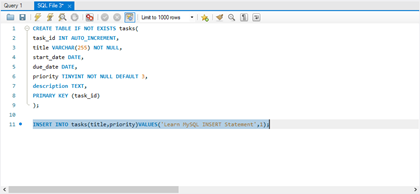 Query 1
SQL File 3*
Limit to 1000 rows
1 CREATE TABLE IF NOT EXISTS tasks(
2 task_id INT AUTO_INCREMENT,
3 title VARCHAR(255) NOT NULL,
4 start_date DATE,
5 due_date DATE,
6 priority TINYINT NOT NULL DEFAULT 3,
7 description TEXT,
8 PRIMARY KEY (task_id)
9 );
10
11 INSERT INTO tasks(title,priority)VALUES('Learn MySQL INSERT Statement',1);